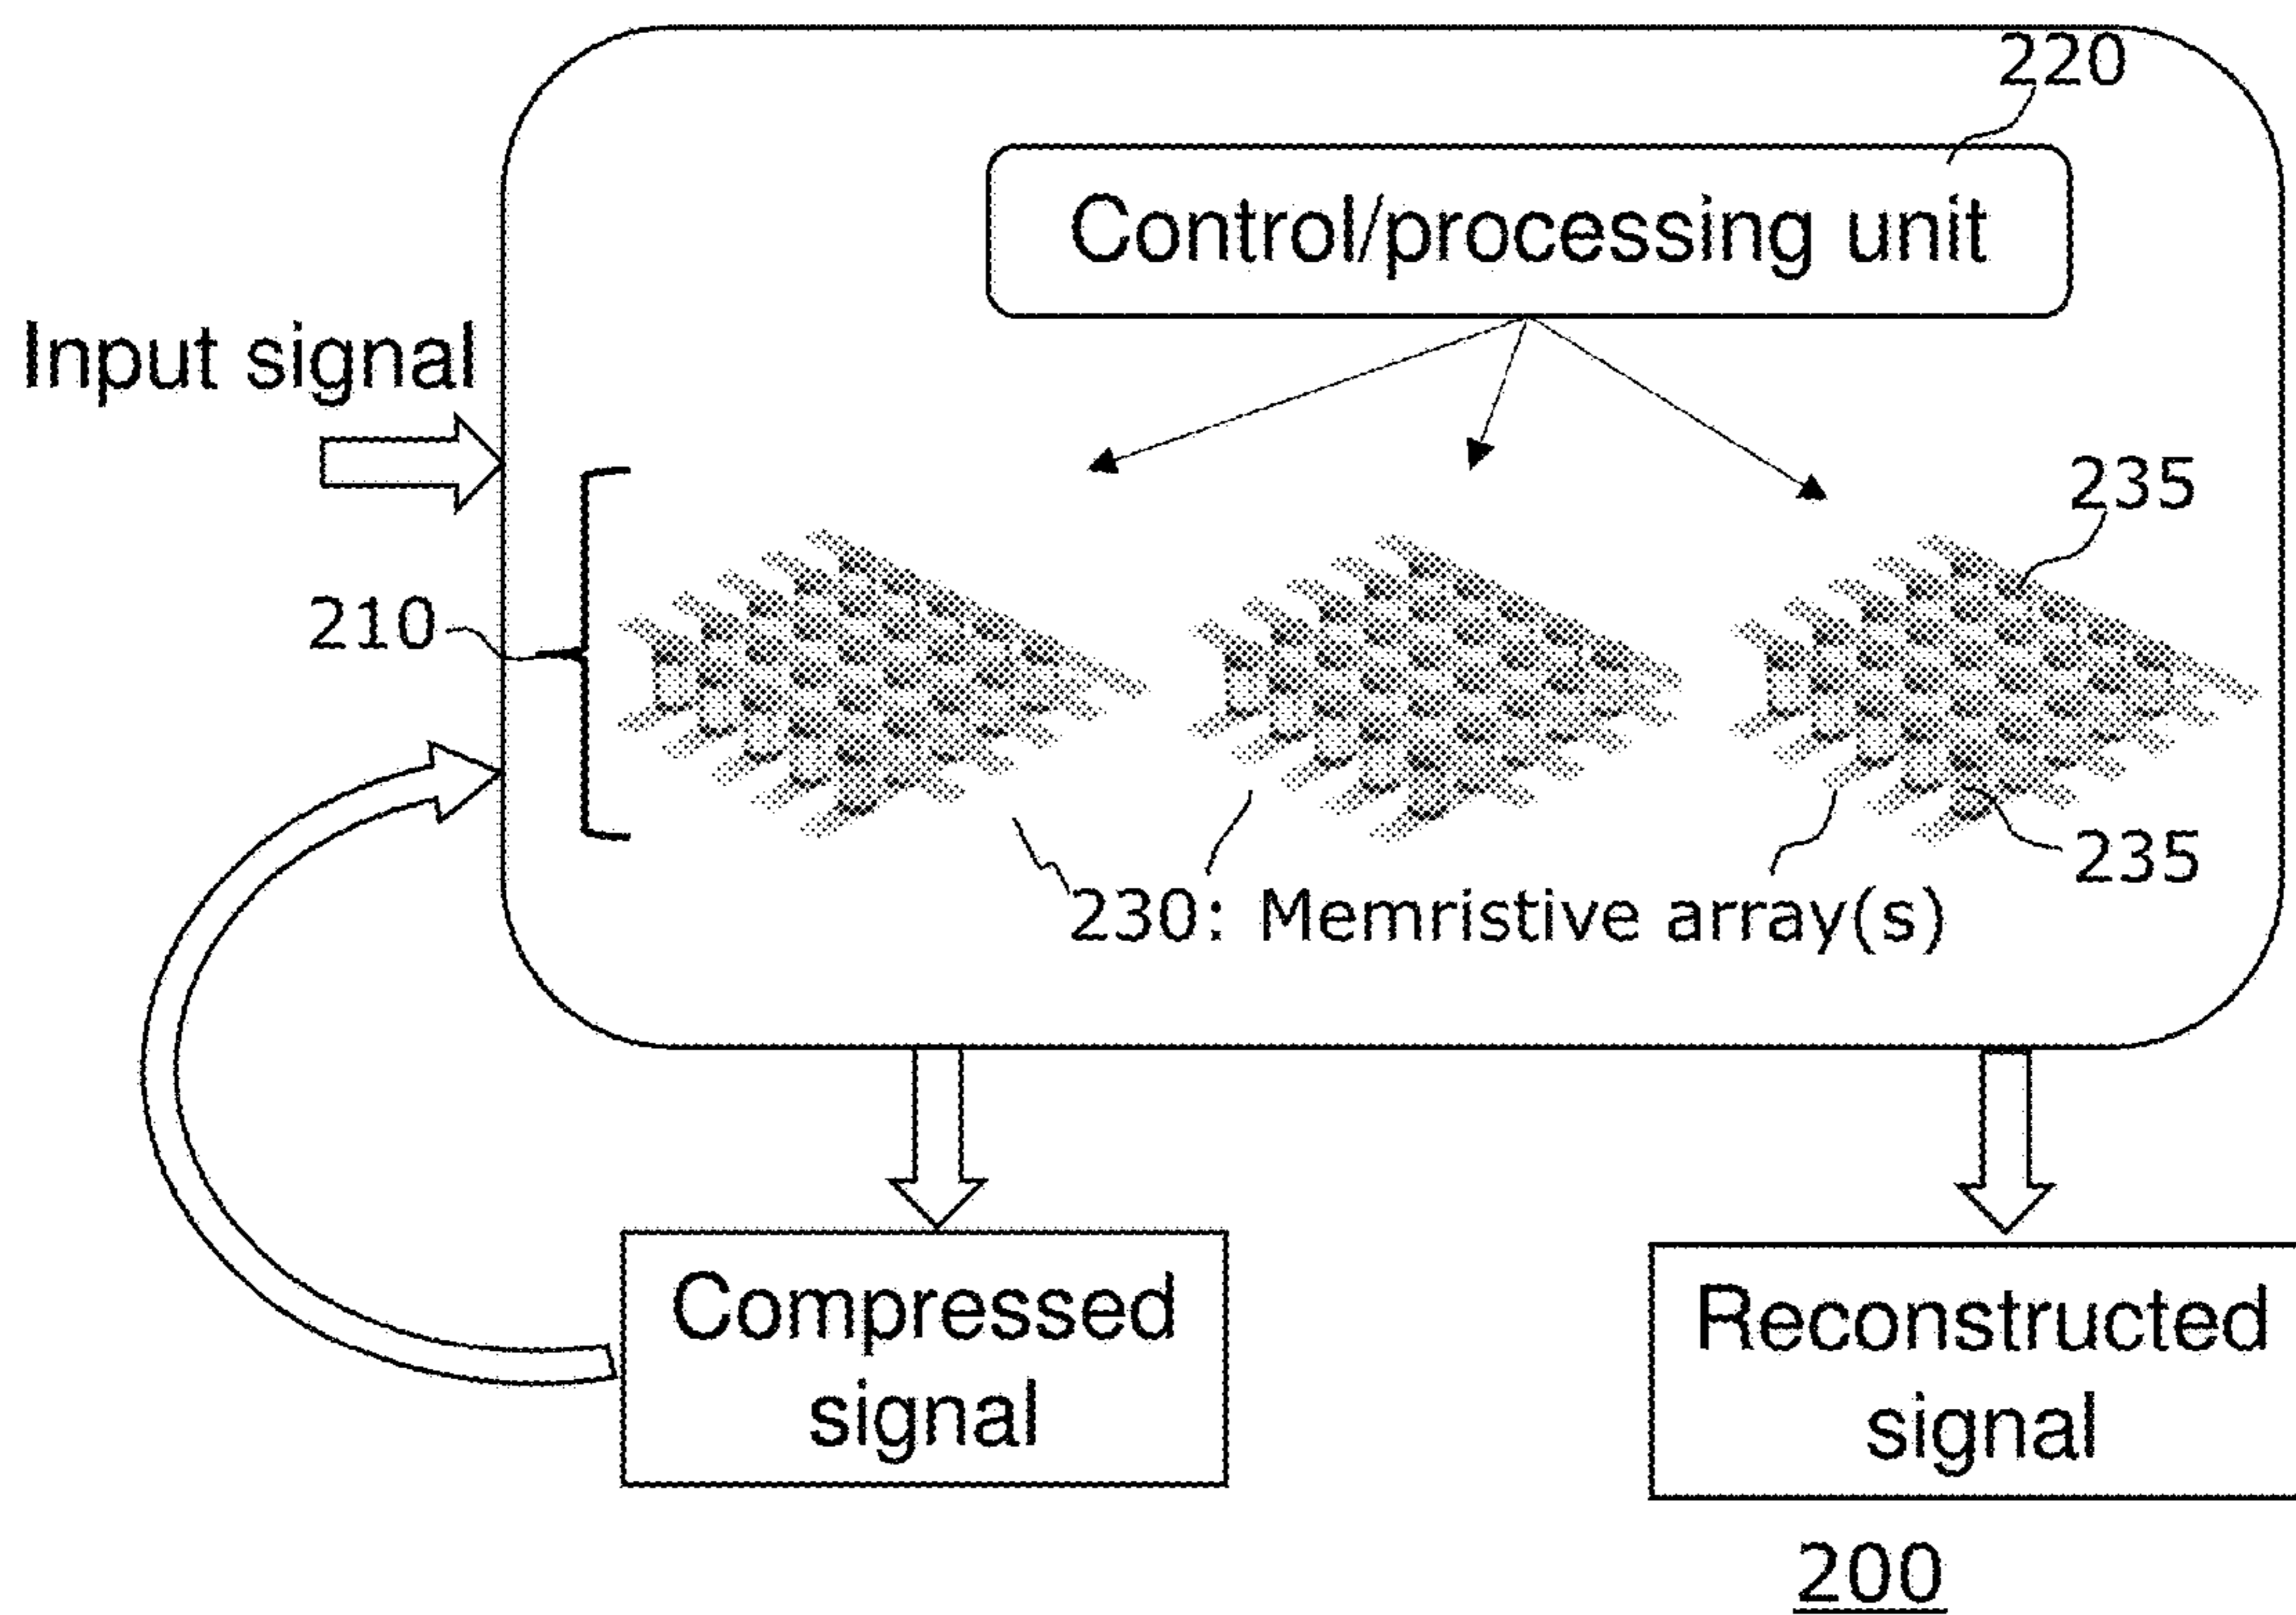 220
Control/processing unit
Input signal
235
210
235
230: Memristive array(s)
Compressed
signal
Reconstructed
signal
200